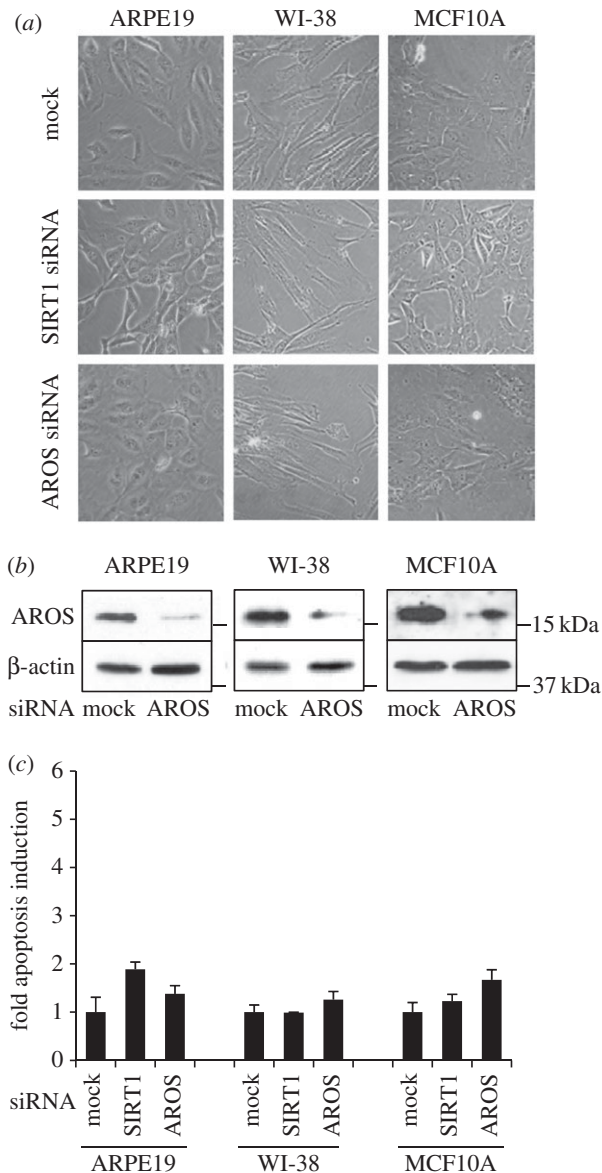 (a)
ARPE19 WI-38 MCF10A
mock
SIRT1 siRNA
AROS siRNA
(b)
ARPE19 WI-38 MCF10A
AROS
15 kDa
β-actin
37 kDa
siRNA mock AROS mock AROS mock AROS
(c)
fold apoptosis induction
6
5
4
3
2
1
0
siRNA mock SIRT1 AROS mock SIRT1 AROS mock SIRT1 AROS
ARPE19 WI-38 MCF10A